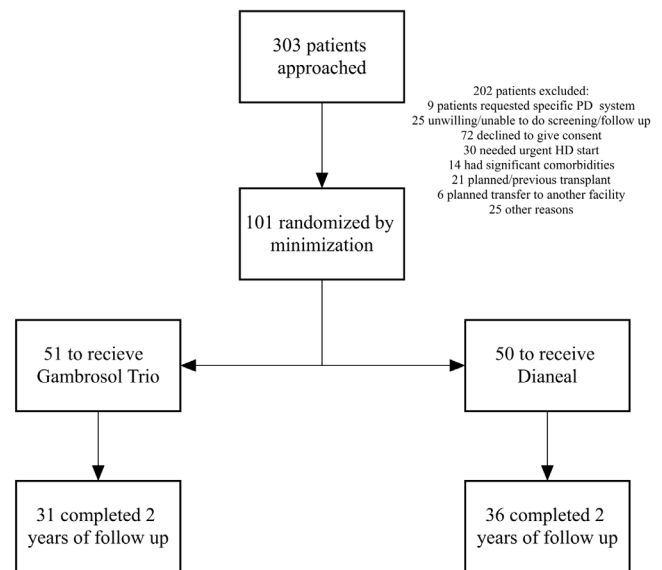 303 patients
approached
202 patients excluded:
9 patients requested specific PD system
25 unwilling/unable to do screening/follow up
72 declined to give consent
30 needed urgent HD start
14 had significant comorbidities
21 planned/previous transplant
6 planned transfer to another facility
25 other reasons
101 randomized by
minimization
51 to recieve
Gambrosol Trio
50 to receive
Dianeal
31 completed 2
years of follow up
36 completed 2
years of follow up